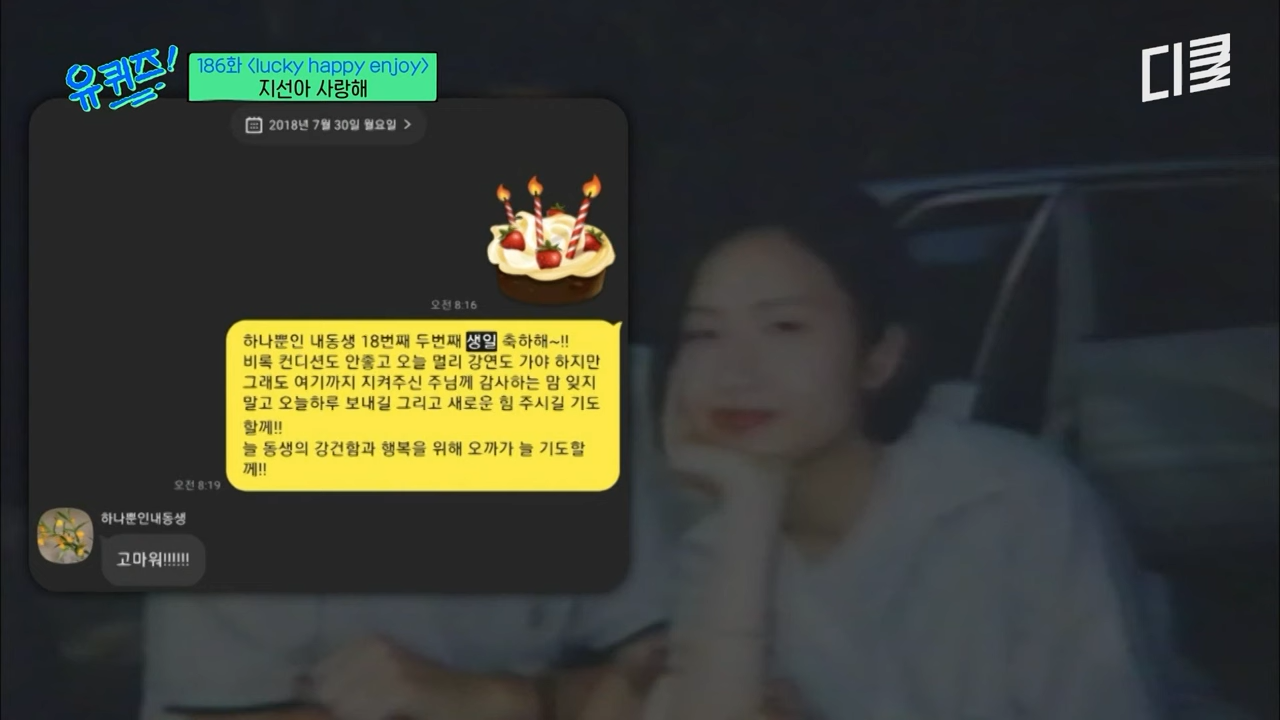 유퀴즈!
186화 <lucky happy enjoy>
지선아 사랑해
디클
2018년 7월 30일 월요일 >
오전 8:16
하나뿐인 내동생 18번째 두번째 생일 축하해~!!
비록 컨디션도 안좋고 오늘 멀리 강연도 가야 하지만
그래도 여기까지 지켜주신 주님께 감사하는 맘 잊지
말고 오늘하루 보내길 그리고 새로운 힘 주시길 기도
할께!!
늘 동생의 강건함과 행복을 위해 오까가 늘 기도할
께!!
오전 8:19
하나뿐인내동생
고마워!!!!!!